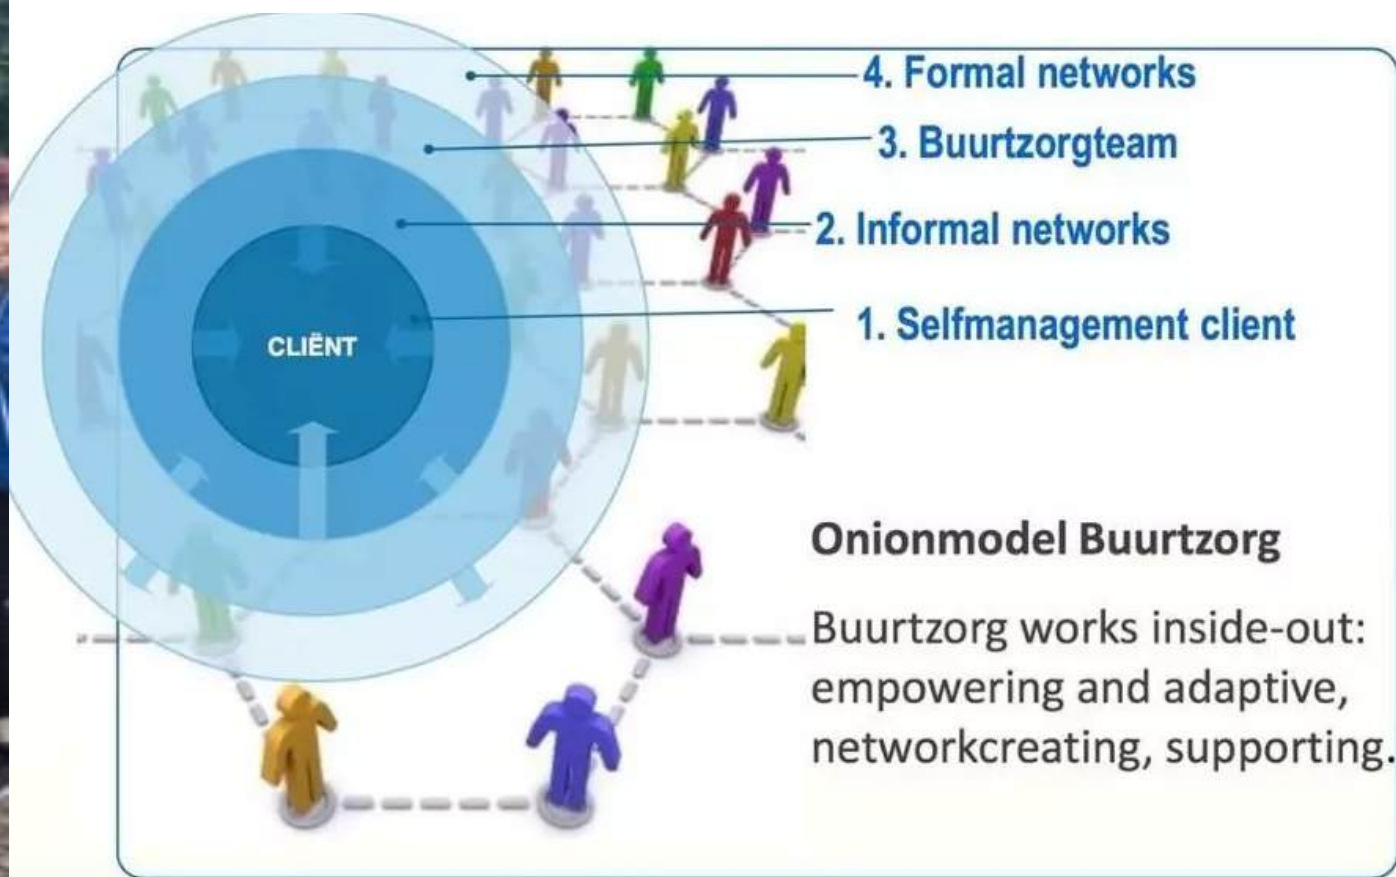 4. Formal networks
3. Buurtzorgteam
2. Informal networks
1. Selfmanagement client
CLIËNT
Onionmodel Buurtzorg
Buurtzorg works inside-out:
empowering and adaptive,
networkcreating, supporting.